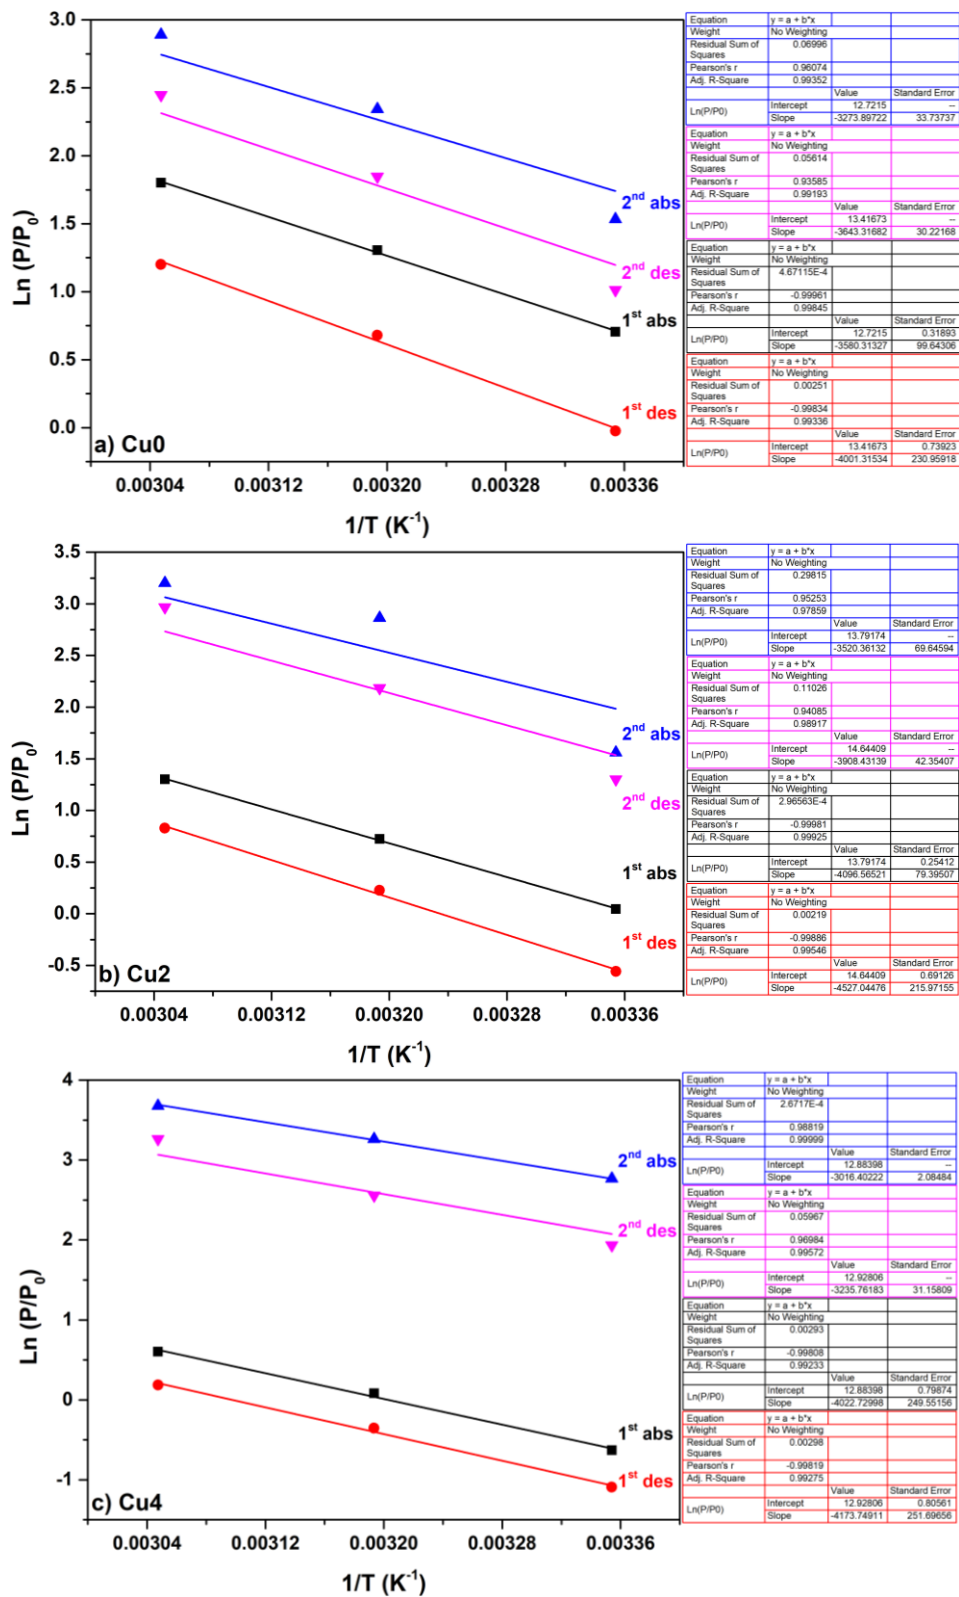 3.0
2.5
2.0
1.5
1.0
0.5
0.0
Ln (P/P0)
2nd abs
2nd des
1st abs
1st des
a) Cu0
0.00304 0.00312 0.00320 0.00328 0.00336
1/T (K-1)
Equation y = a + b*x
Weight No Weighting
Residual Sum of Squares 0.06996
Pearson's r 0.96074
Adj. R-Square 0.99352
Value Standard Error
Ln(P/P0) Intercept 12.7215 --
Slope -3273.89722 33.73737
Equation y = a + b*x
Weight No Weighting
Residual Sum of Squares 0.05614
Pearson's r 0.93585
Adj. R-Square 0.99193
Value Standard Error
Ln(P/P0) Intercept 13.41673 --
Slope -3643.31682 30.22168
Equation y = a + b*x
Weight No Weighting
Residual Sum of Squares 4.67115E-4
Pearson's r -0.99961
Adj. R-Square 0.99845
Value Standard Error
Ln(P/P0) Intercept 12.7215 0.31893
Slope -3580.31327 99.64306
Equation y = a + b*x
Weight No Weighting
Residual Sum of Squares 0.00251
Pearson's r -0.99834
Adj. R-Square 0.99336
Value Standard Error
Ln(P/P0) Intercept 13.41673 0.73923
Slope -4001.31534 230.95918
3.5
3.0
2.5
2.0
1.5
1.0
0.5
0.0
-0.5
Ln (P/P0)
2nd abs
2nd des
1st abs
1st des
b) Cu2
0.00304 0.00312 0.00320 0.00328 0.00336
1/T (K-1)
Equation y = a + b*x
Weight No Weighting
Residual Sum of Squares 0.29815
Pearson's r 0.95253
Adj. R-Square 0.97859
Value Standard Error
Ln(P/P0) Intercept 13.79174 --
Slope -3520.36132 69.64594
Equation y = a + b*x
Weight No Weighting
Residual Sum of Squares 0.11026
Pearson's r 0.94085
Adj. R-Square 0.98917
Value Standard Error
Ln(P/P0) Intercept 14.64409 --
Slope -3908.43139 42.35407
Equation y = a + b*x
Weight No Weighting
Residual Sum of Squares 2.96563E-4
Pearson's r -0.99981
Adj. R-Square 0.99925
Value Standard Error
Ln(P/P0) Intercept 13.79174 0.25412
Slope -4096.56521 79.39507
Equation y = a + b*x
Weight No Weighting
Residual Sum of Squares 0.00219
Pearson's r -0.99886
Adj. R-Square 0.99546
Value Standard Error
Ln(P/P0) Intercept 14.64409 0.69126
Slope -4527.04476 215.97155
4
3
2
1
0
-1
Ln (P/P0)
2nd abs
2nd des
1st abs
1st des
c) Cu4
0.00304 0.00312 0.00320 0.00328 0.00336
1/T (K-1)
Equation y = a + b*x
Weight No Weighting
Residual Sum of Squares 2.6717E-4
Pearson's r 0.98819
Adj. R-Square 0.99999
Value Standard Error
Ln(P/P0) Intercept 12.88398 --
Slope -3016.40222 2.08484
Equation y = a + b*x
Weight No Weighting
Residual Sum of Squares 0.05967
Pearson's r 0.96984
Adj. R-Square 0.99572
Value Standard Error
Ln(P/P0) Intercept 12.92806 --
Slope -3235.76183 31.15809
Equation y = a + b*x
Weight No Weighting
Residual Sum of Squares 0.00293
Pearson's r -0.99808
Adj. R-Square 0.99233
Value Standard Error
Ln(P/P0) Intercept 12.88398 0.79874
Slope -4022.72998 249.55156
Equation y = a + b*x
Weight No Weighting
Residual Sum of Squares 0.00298
Pearson's r -0.99819
Adj. R-Square 0.99275
Value Standard Error
Ln(P/P0) Intercept 12.92806 0.80561
Slope -4173.74911 251.69656